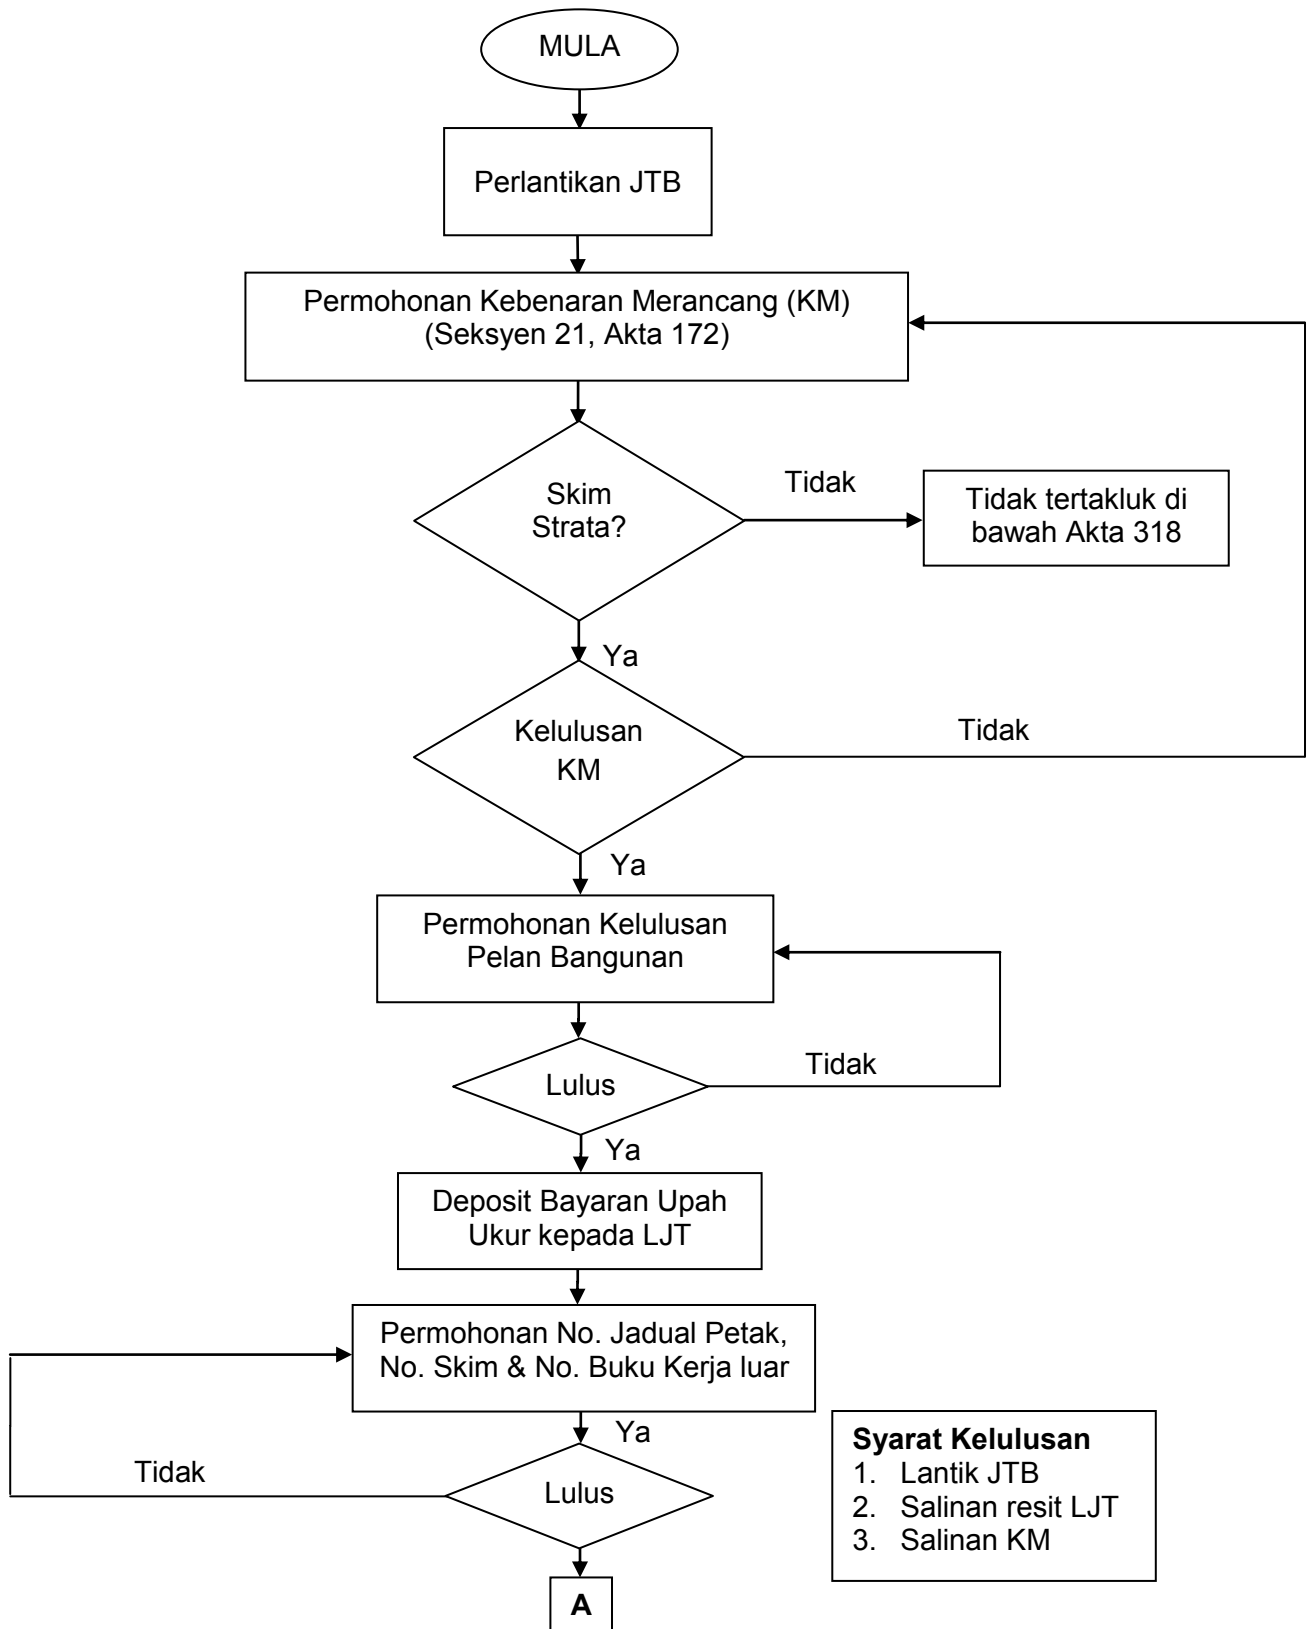 MULA
Perlantikan JTB
Permohonan Kebenaran Merancang (KM)
(Seksyen 21, Akta 172)
Skim
Strata?
Tidak
Tidak tertakluk di
bawah Akta 318
Ya
Kelulusan
KM
Tidak
Ya
Permohonan Kelulusan
Pelan Bangunan
Lulus
Tidak
Ya
Deposit Bayaran Upah
Ukur kepada LJT
Permohonan No. Jadual Petak,
No. Skim & No. Buku Kerja luar
Ya
Lulus
Tidak
Syarat Kelulusan
1. Lantik JTB
2. Salinan resit LJT
3. Salinan KM
A